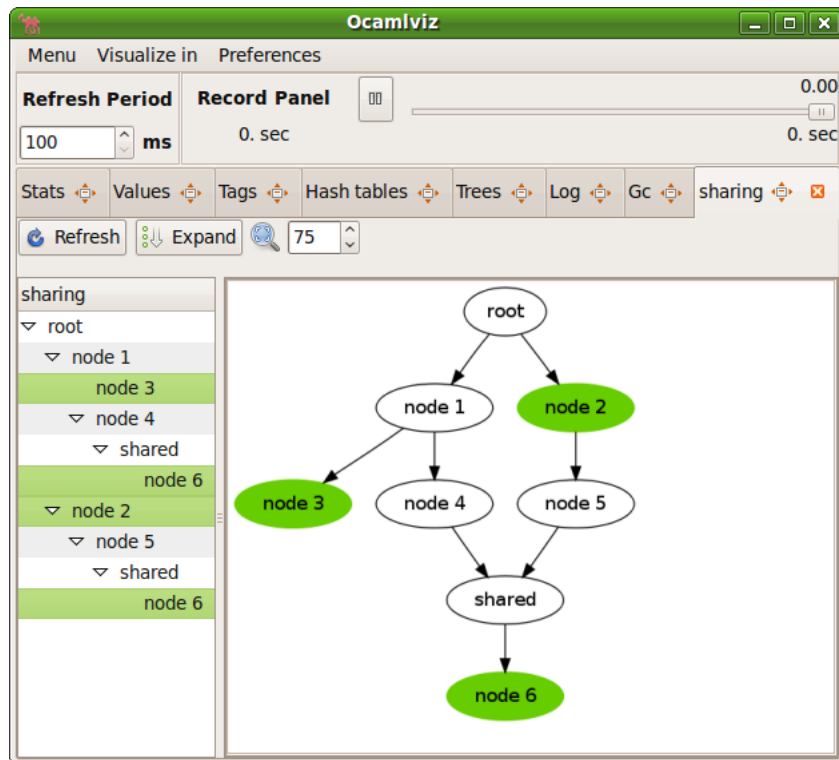 Ocamlviz
Menu Visualize in Preferences
Refresh Period
100 ms
Record Panel
0. sec
0.00
0. sec
Stats Values Tags Hash tables Trees Log Gc sharing
Refresh Expand 75
sharing
root
node 1
node 3
node 4
shared
node 6
node 2
node 5
shared
node 6
root
node 1 node 2
node 3 node 4 node 5
shared
node 6